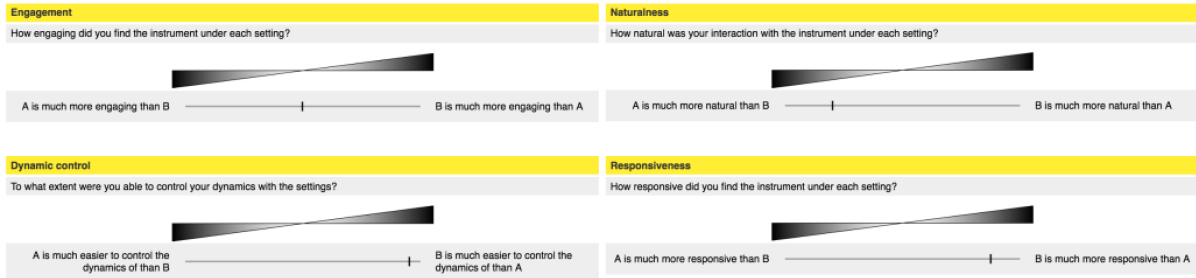 Engagement
How engaging did you find the instrument under each setting?
A is much more engaging than B
B is much more engaging than A
Naturalness
How natural was your interaction with the instrument under each setting?
A is much more natural than B
B is much more natural than A
Dynamic control
To what extent were you able to control your dynamics with the settings?
A is much easier to control the
dynamics of than B
B is much easier to control the
dynamics of than A
Responsiveness
How responsive did you find the instrument under each setting?
A is much more responsive than B
B is much more responsive than A